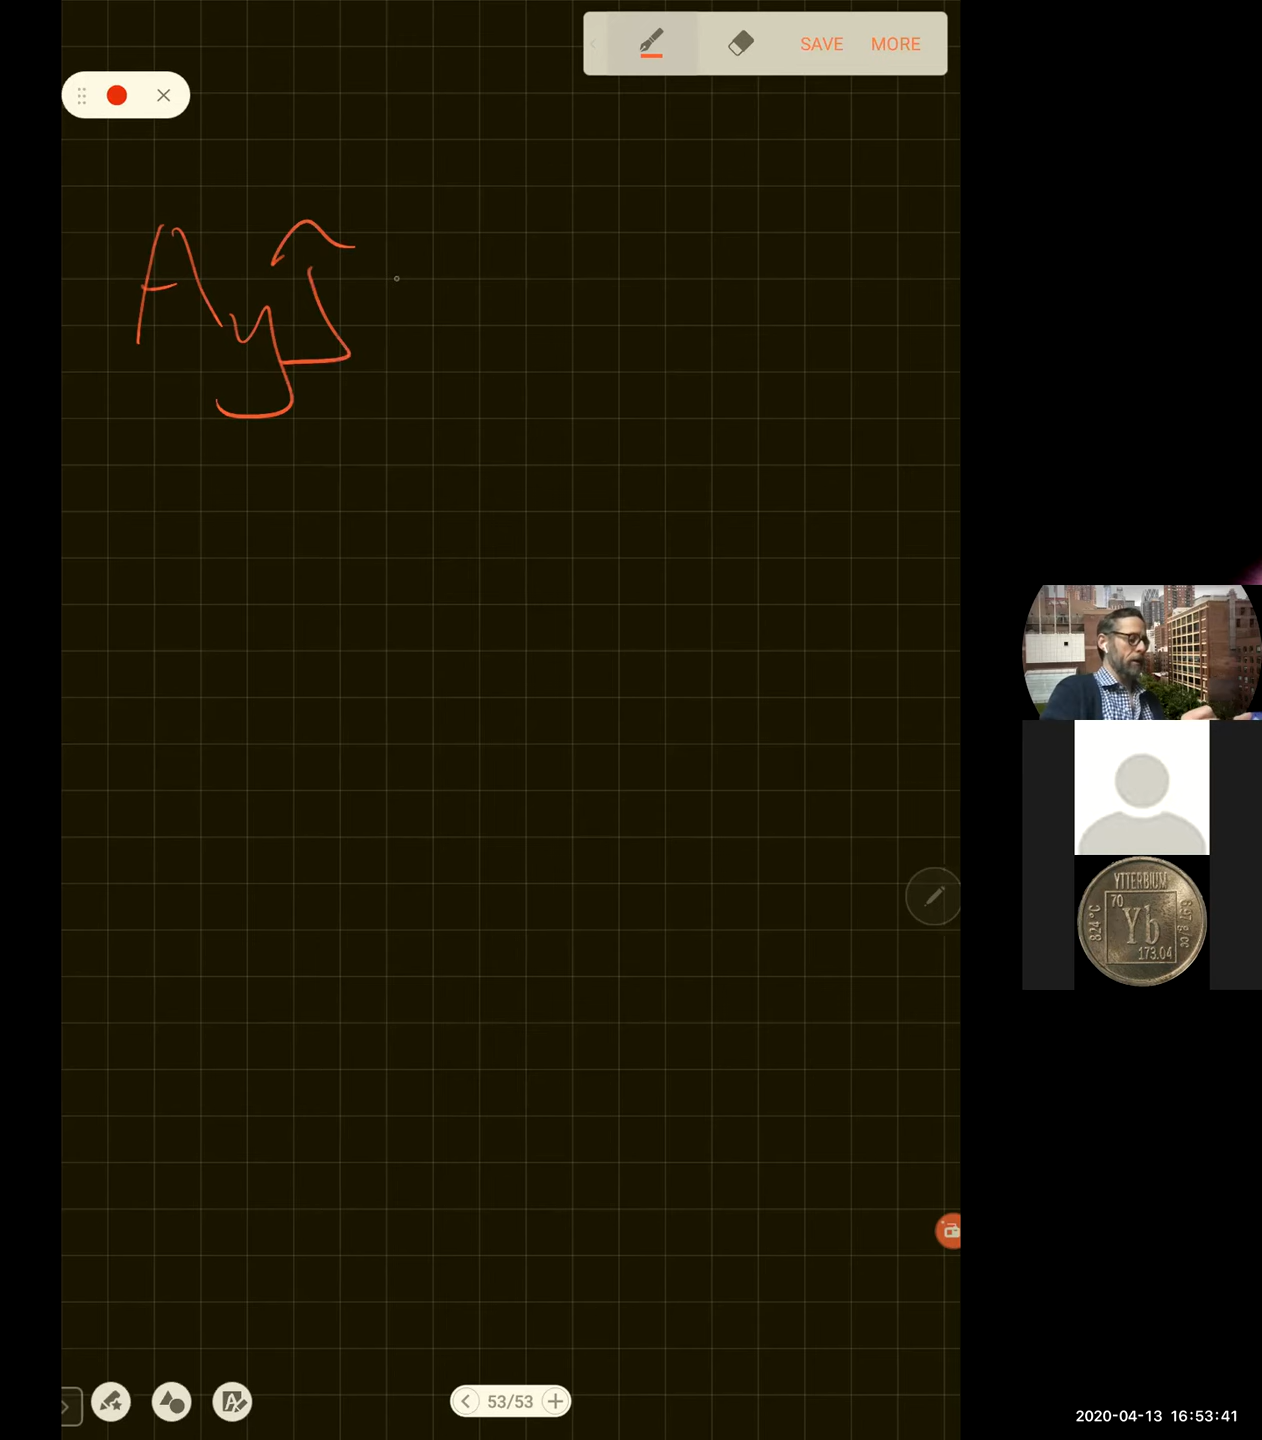 SAVE MORE
YTTERBIUM
70
824 °C
Yb
173.04
53/53
2020-04-13 16:53:41